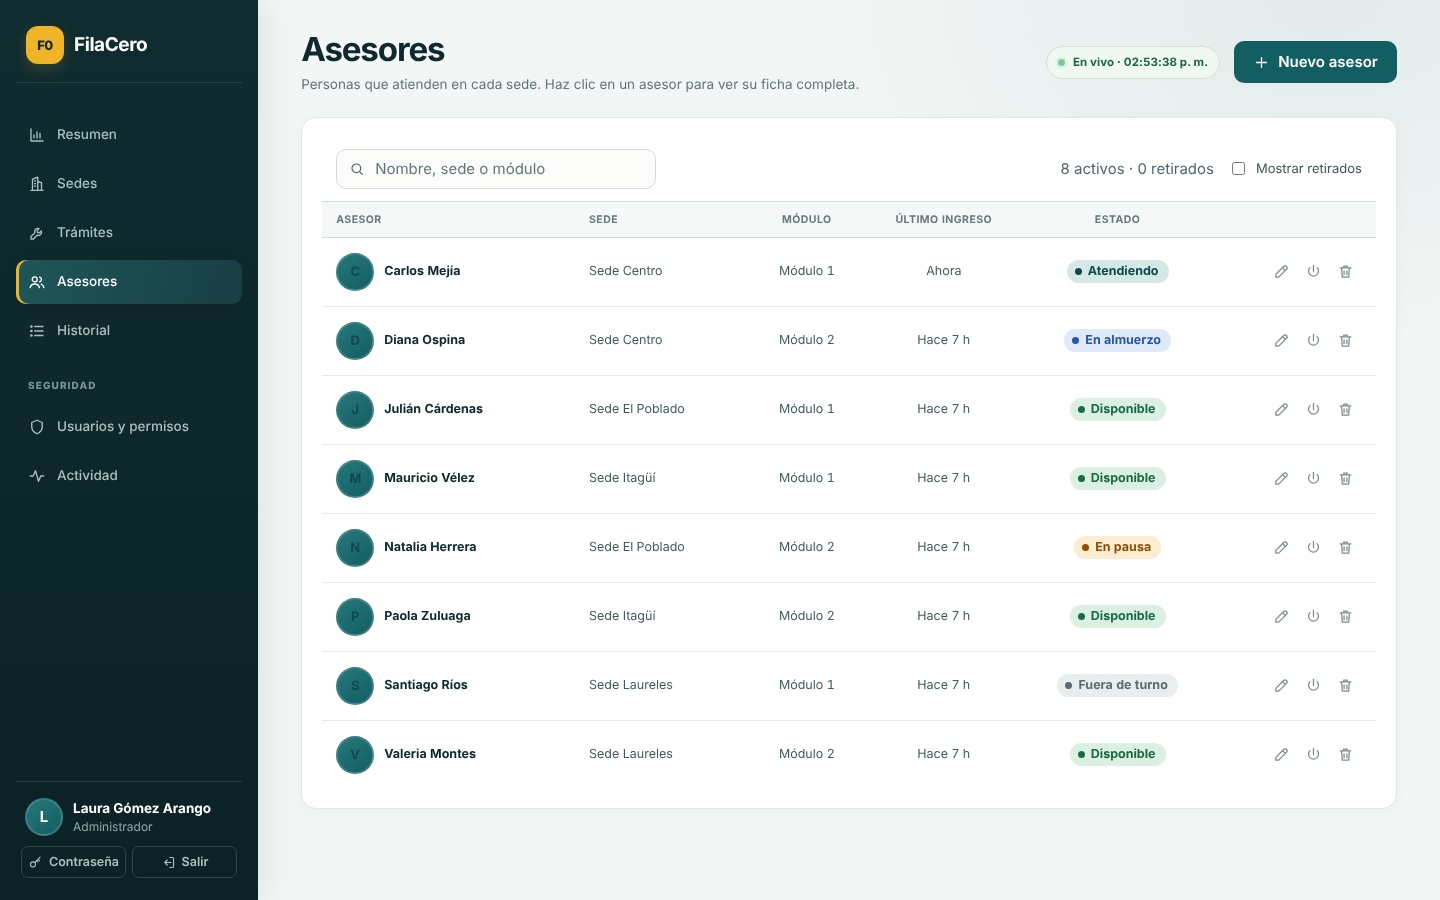 F0 FilaCero
Resumen
Sedes
Trámites
Asesores
Historial
SEGURIDAD
Usuarios y permisos
Actividad
L Laura Gómez Arango
Administrador
Contraseña Salir
Asesores
Personas que atienden en cada sede. Haz clic en un asesor para ver su ficha completa.
En vivo · 02:53:38 p. m.
Nuevo asesor
Nombre, sede o módulo
8 activos · 0 retirados Mostrar retirados
ASESOR SEDE MÓDULO ÚLTIMO INGRESO ESTADO
C Carlos Mejía Sede Centro Módulo 1 Ahora Atendiendo
D Diana Ospina Sede Centro Módulo 2 Hace 7 h En almuerzo
J Julián Cárdenas Sede El Poblado Módulo 1 Hace 7 h Disponible
M Mauricio Vélez Sede Itagüí Módulo 1 Hace 7 h Disponible
N Natalia Herrera Sede El Poblado Módulo 2 Hace 7 h En pausa
P Paola Zuluaga Sede Itagüí Módulo 2 Hace 7 h Disponible
S Santiago Ríos Sede Laureles Módulo 1 Hace 7 h Fuera de turno
V Valeria Montes Sede Laureles Módulo 2 Hace 7 h Disponible